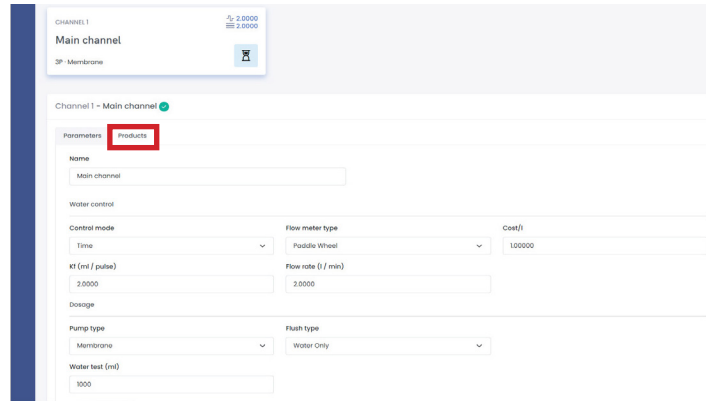 CHANNEL 1
2.0000
2.0000
Main channel
3P - Membrane
Channel 1 - Main channel
Parameters Products
Name
Main channel
Water control
Control mode Flow meter type Cost/l
Time Paddle Wheel 1.00000
Kf (ml / pulse) Flow rate (l / min)
2.0000 2.0000
Dosage
Pump type Flush type
Membrane Water Only
Water test (ml)
1000